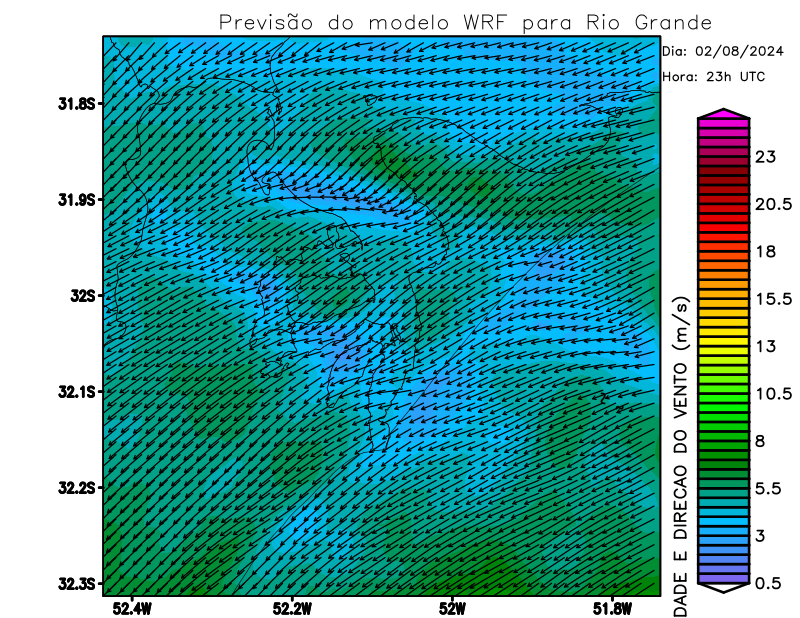 Previsão do modelo WRF para Rio Grande
Dia: 02/08/2024
Hora: 23h UTC
31.8S
31.9S
32S
32.1S
32.2S
32.3S
52.4W
52.2W
52W
51.8W
23
20.5
18
15.5
13
10.5
8
5.5
3
0.5
DADE E DIRECAO DO VENTO (m/s)